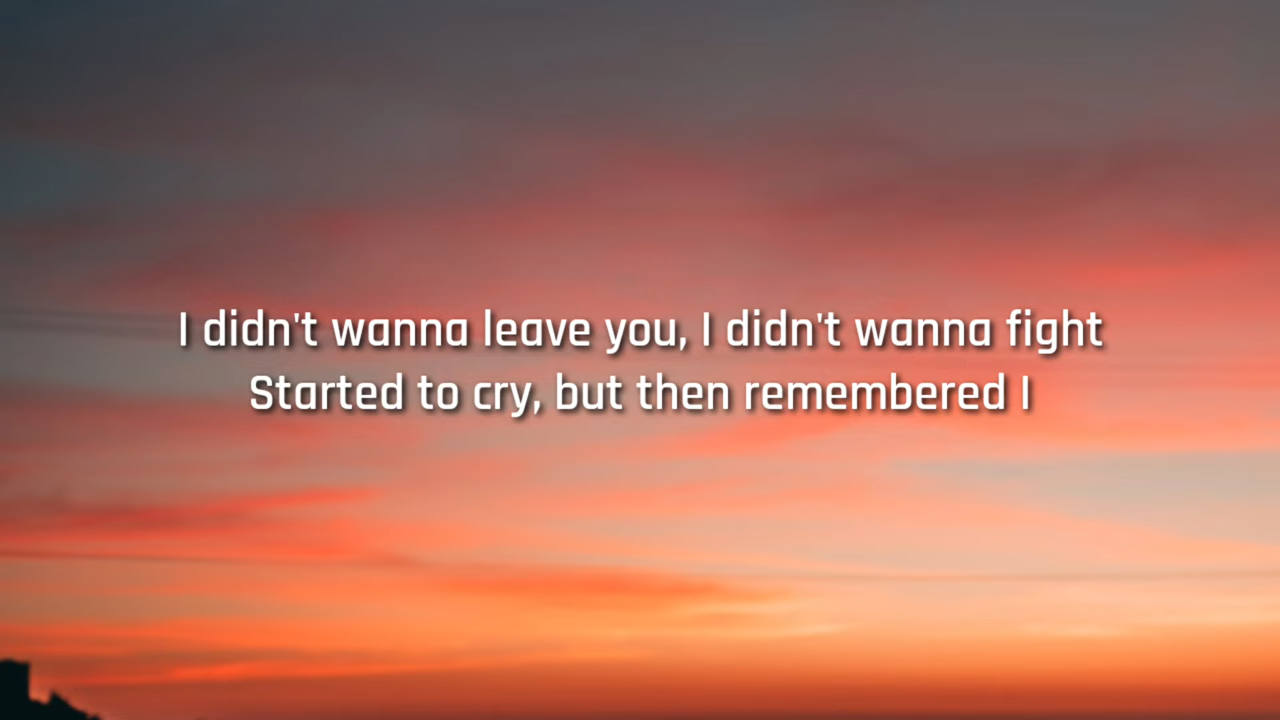 I didn't wanna leave you, I didn't wanna fight
Started to cry, but then remembered I